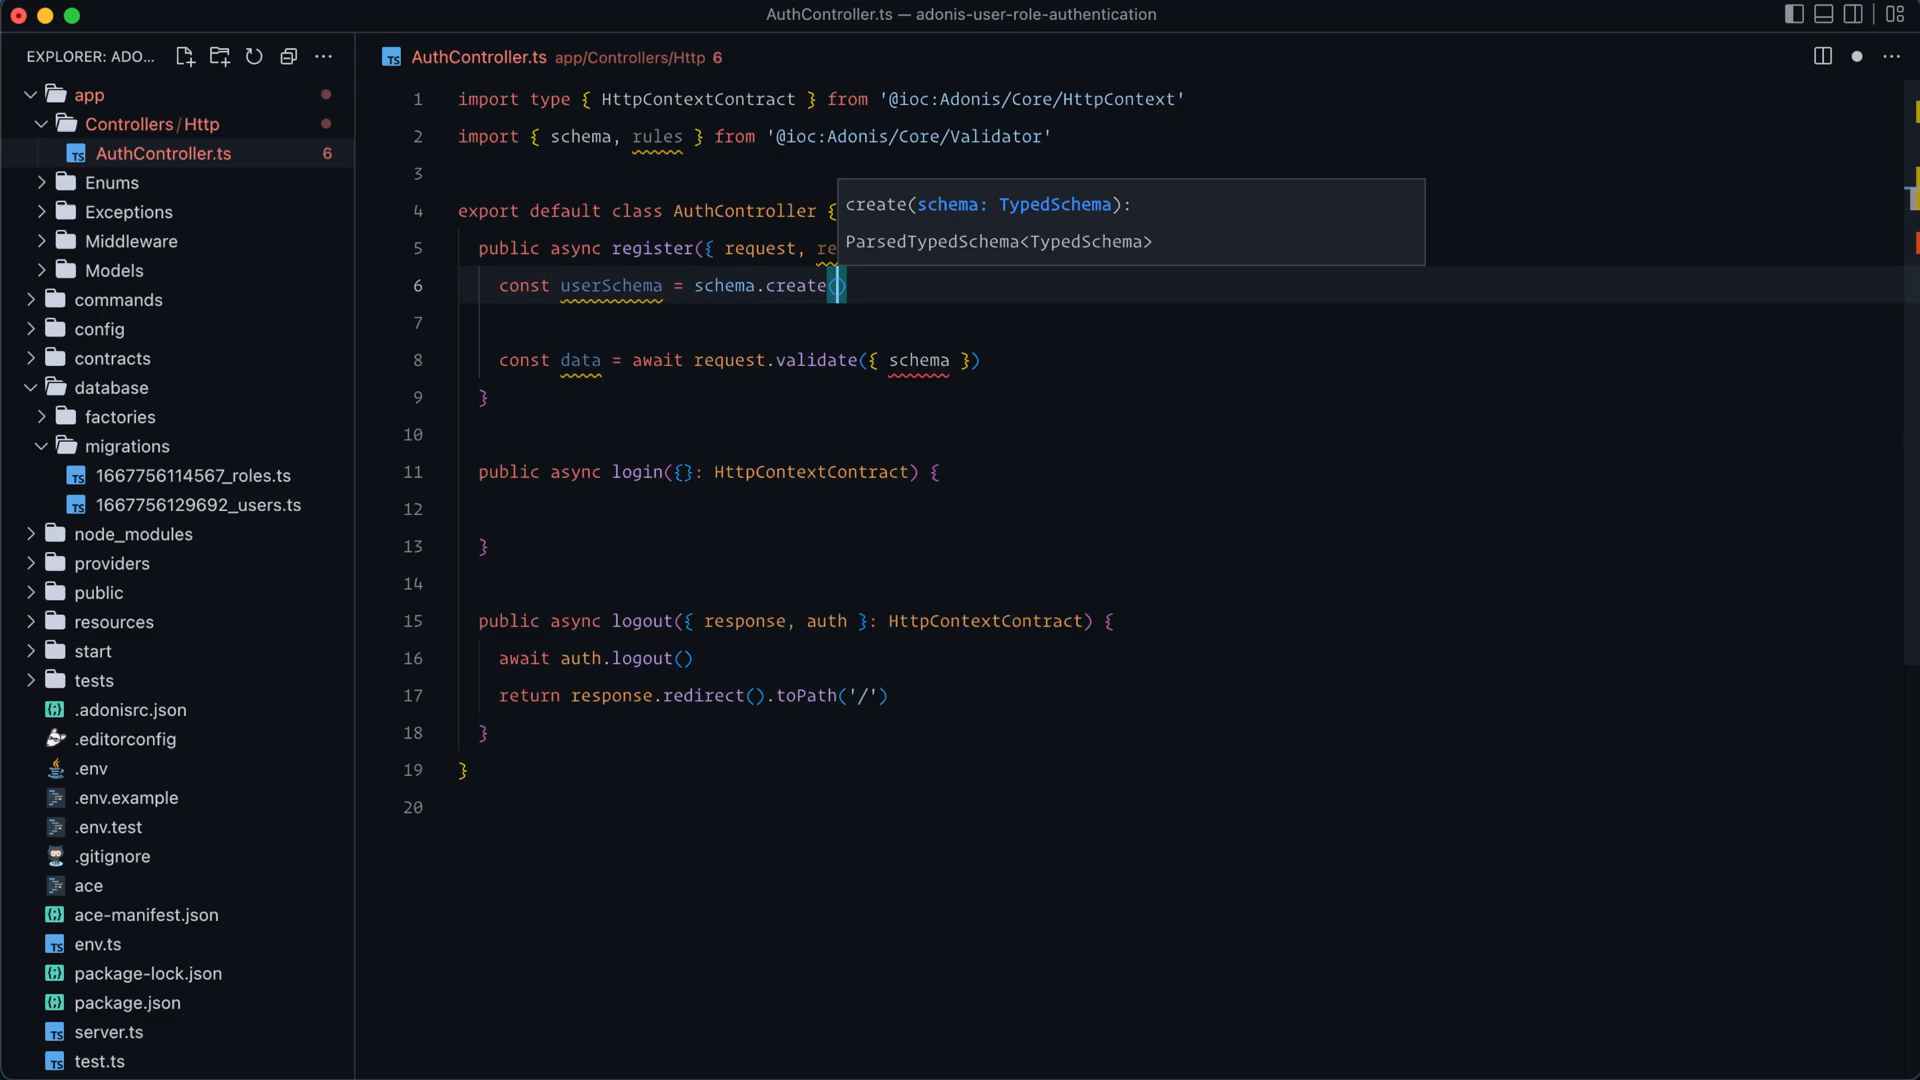 AuthController.ts — adonis-user-role-authentication
EXPLORER: ADO...
app
Controllers / Http
AuthController.ts 6
Enums
Exceptions
Middleware
Models
commands
config
contracts
database
factories
migrations
1667756114567_roles.ts
1667756129692_users.ts
node_modules
providers
public
resources
start
tests
.adonisrc.json
.editorconfig
.env
.env.example
.env.test
.gitignore
ace
ace-manifest.json
env.ts
package-lock.json
package.json
server.ts
test.ts
AuthController.ts app/Controllers/Http 6
1 import type { HttpContextContract } from '@ioc:Adonis/Core/HttpContext'
2 import { schema, rules } from '@ioc:Adonis/Core/Validator'
3
4 export default class AuthController {
5 public async register({ request, re
create(schema: TypedSchema):
ParsedTypedSchema<TypedSchema>
6 const userSchema = schema.create()
7
8 const data = await request.validate({ schema })
9 }
10
11 public async login({}: HttpContextContract) {
12
13 }
14
15 public async logout({ response, auth }: HttpContextContract) {
16 await auth.logout()
17 return response.redirect().toPath('/')
18 }
19 }
20